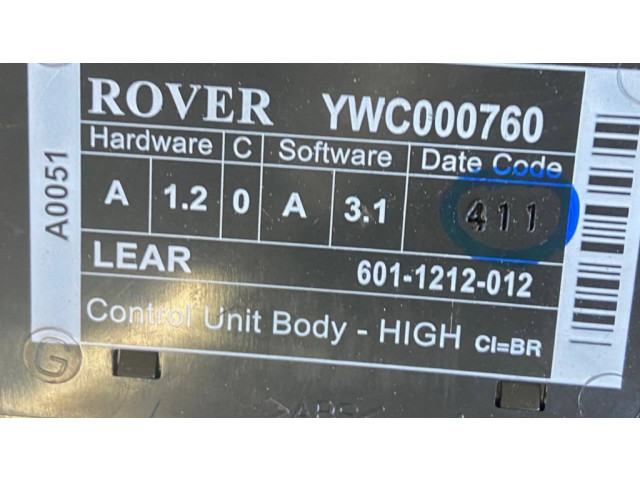 ROVER YWC000760
Hardware C Software Date Code
A 1.2 0 A 3.1 411
LEAR 601-1212-012
Control Unit Body - HIGH CI=BR
A0051
G
>ABS<